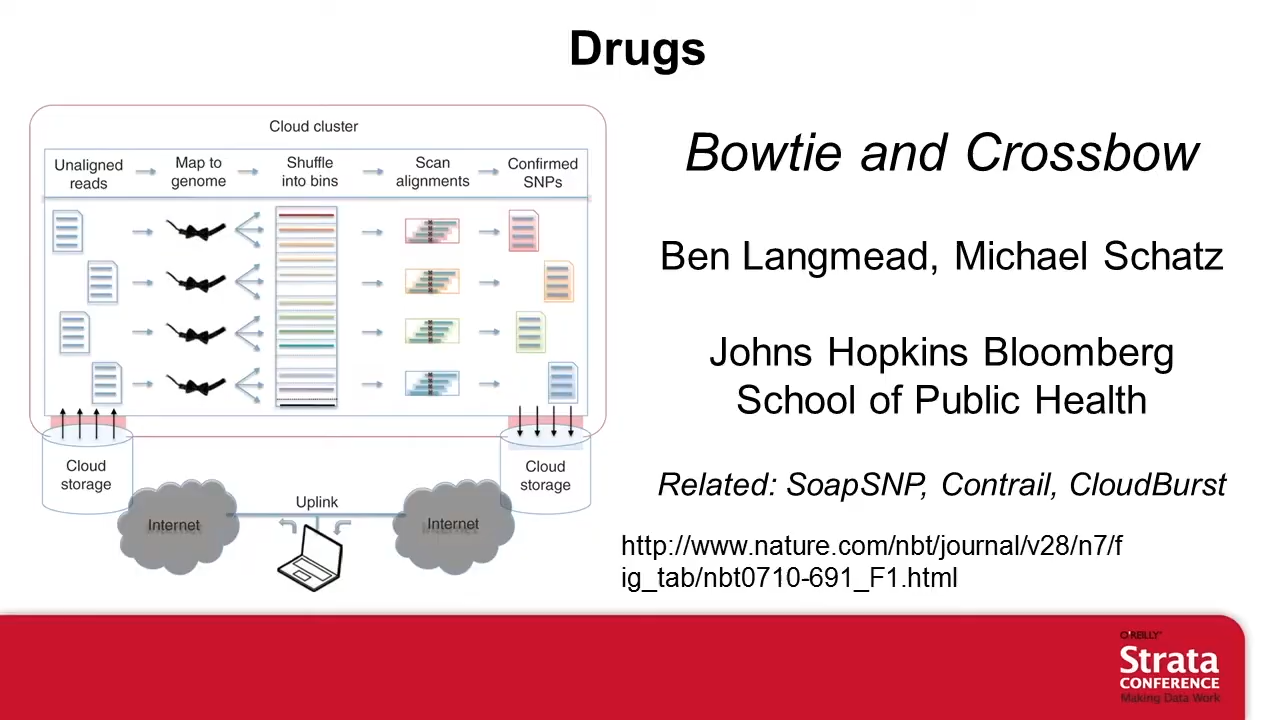 Drugs
Cloud cluster
Unaligned
reads
Map to
genome
Shuffle
into bins
Scan
alignments
Confirmed
SNPs
Cloud
storage
Internet
Uplink
Internet
Cloud
storage
Bowtie and Crossbow
Ben Langmead, Michael Schatz
Johns Hopkins Bloomberg
School of Public Health
Related: SoapSNP, Contrail, CloudBurst
http://www.nature.com/nbt/journal/v28/n7/f
ig_tab/nbt0710-691_F1.html
O'REILLY
Strata
CONFERENCE
Making Data Work